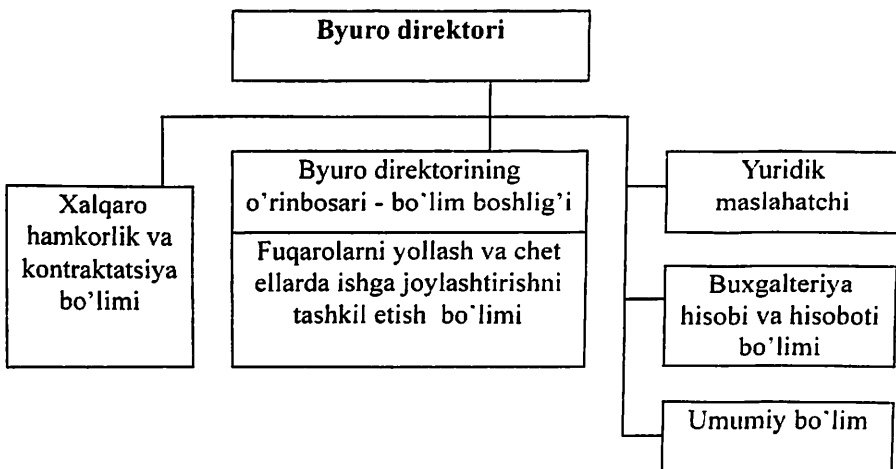 Byuro direktori
Xalqaro
hamkorlik va
kontraktatsiya
bo’limi
Byuro direktorining
o’rinbosari - bo`lim boshlig’i
Fuqarolarni yollash va chet
ellarda ishga joylashtirishni
tashkil etish bo`limi
Yuridik
maslahatchi
Buxgalteriya
hisobi va hisoboti
bo’limi
Umumiy bo`lim